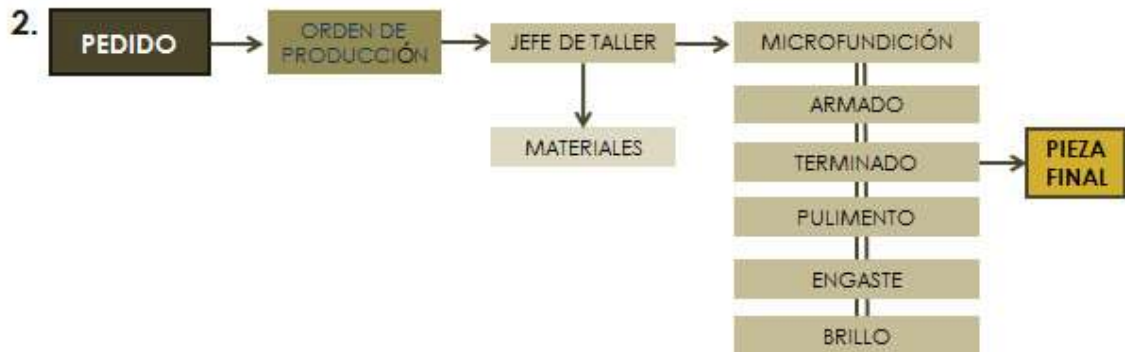 2.
PEDIDO
ORDEN DE
PRODUCCIÓN
JEFE DE TALLER
MATERIALES
MICROFUNDICIÓN
ARMADO
TERMINADO
PULIMENTO
ENGASTE
BRILLO
PIEZA
FINAL